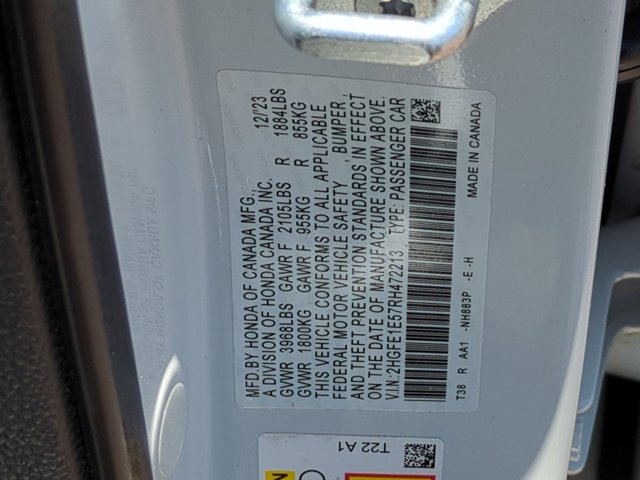 MFD.BY HONDA OF CANADA MFG., 12/23
A DIVISION OF HONDA CANADA INC.
GVWR 3968LBS GAWR F 2105LBS R 1884LBS
GVWR 1800KG GAWR F 955KG R 855KG
THIS VEHICLE CONFORMS TO ALL APPLICABLE
FEDERAL MOTOR VEHICLE SAFETY , BUMPER ,
AND THEFT PREVENTION STANDARDS IN EFFECT
ON THE DATE OF MANUFACTURE SHOWN ABOVE.
V.I.N.:2HGFE1E57RH472213 TYPE: PASSENGER CAR
T38 R AA1 -NH883P -E -H
MADE IN CANADA
T22 A1